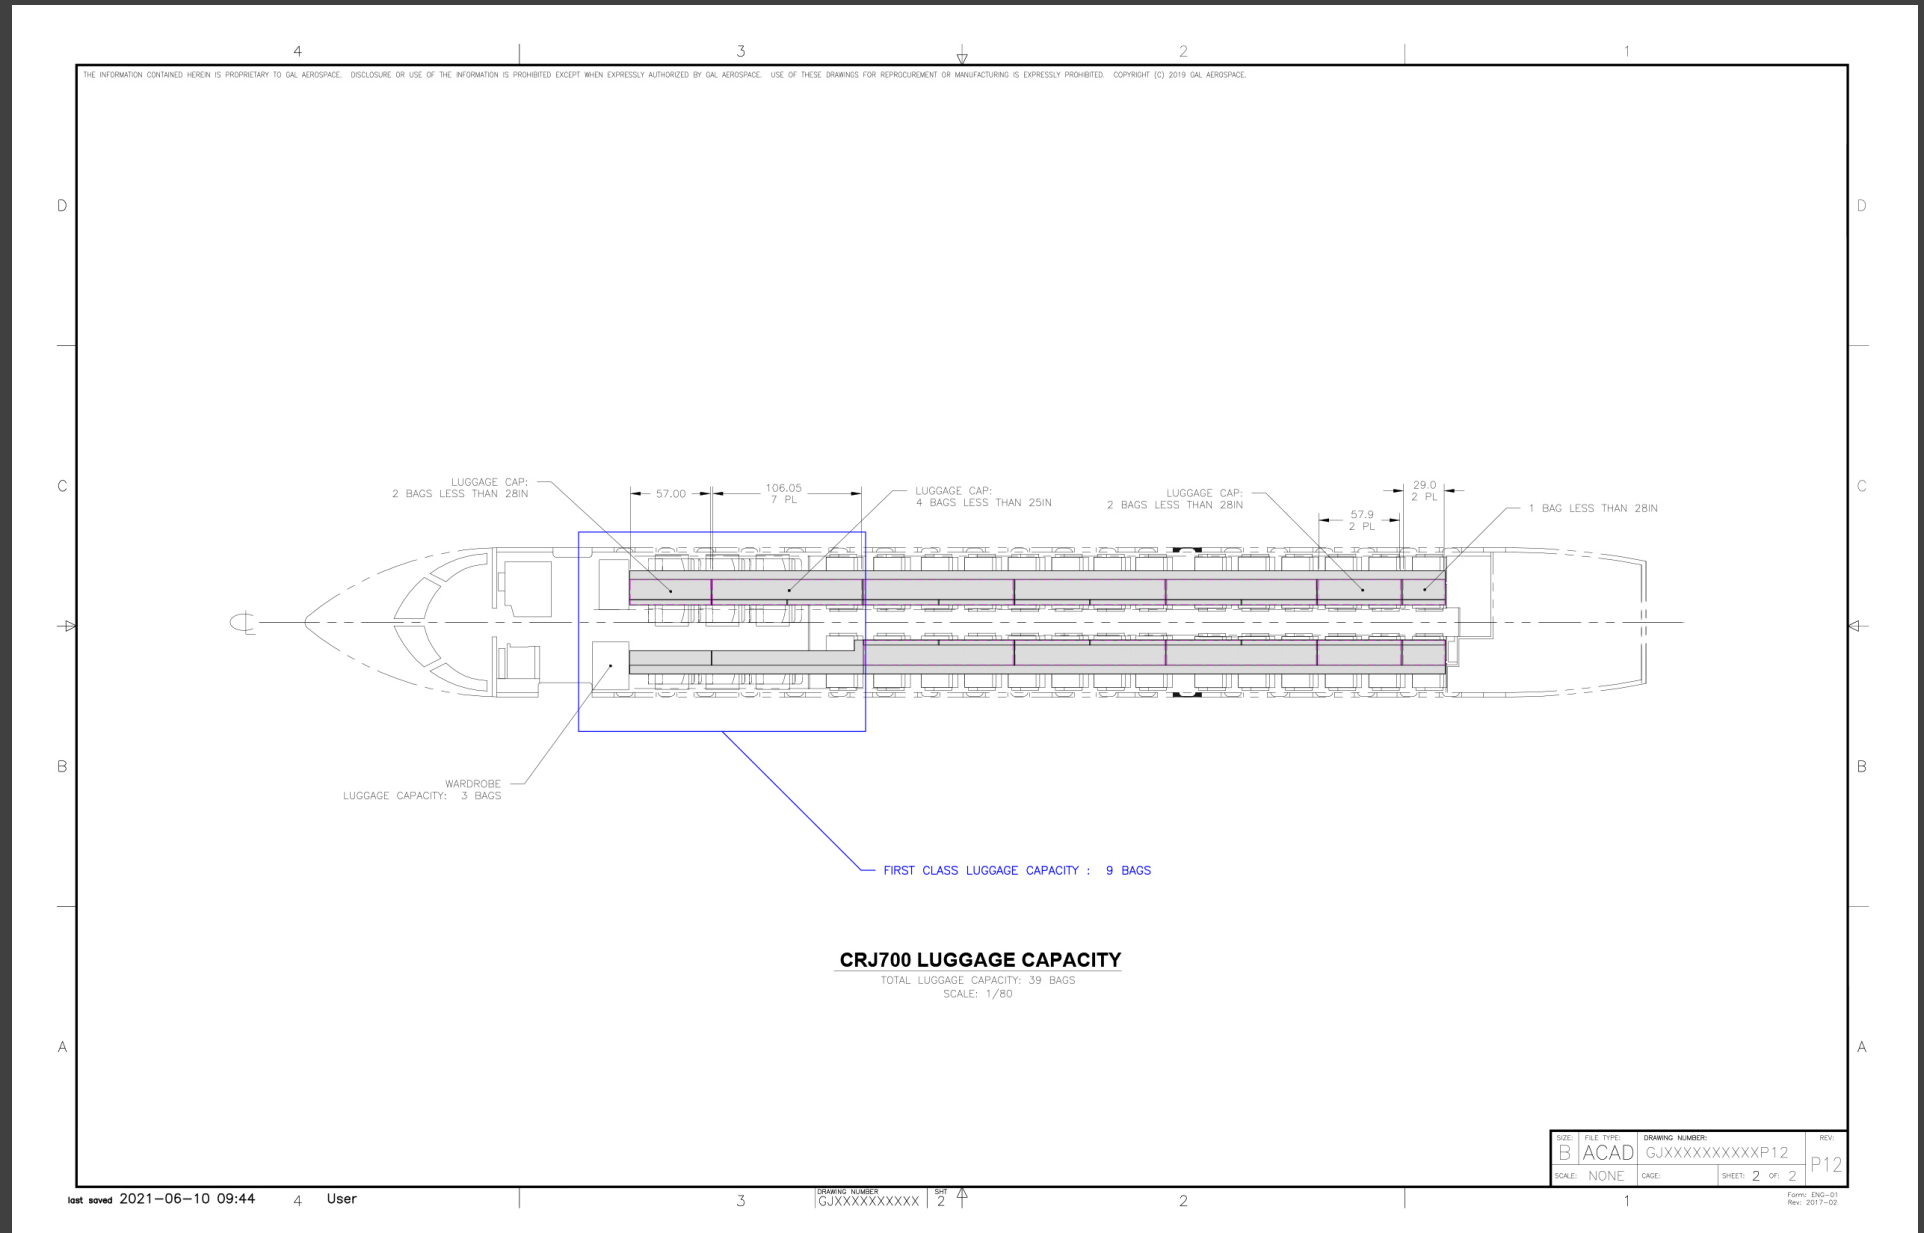 4 3 2 1
THE INFORMATION CONTAINED HEREIN IS PROPRIETARY TO GAL AEROSPACE. DISCLOSURE OR USE OF THE INFORMATION IS PROHIBITED EXCEPT WHEN EXPRESSLY AUTHORIZED BY GAL AEROSPACE. USE OF THESE DRAWINGS FOR REPROCUREMENT OR MANUFACTURING IS EXPRESSLY PROHIBITED. COPYRIGHT (C) 2019 GAL AEROSPACE.
D D
C C
LUGGAGE CAP:
2 BAGS LESS THAN 28IN
57.00
106.05
7 PL
LUGGAGE CAP:
4 BAGS LESS THAN 25IN
LUGGAGE CAP:
2 BAGS LESS THAN 28IN
57.9
2 PL
29.0
2 PL
1 BAG LESS THAN 28IN
CL
B B
WARDROBE
LUGGAGE CAPACITY: 3 BAGS
FIRST CLASS LUGGAGE CAPACITY : 9 BAGS
CRJ700 LUGGAGE CAPACITY
TOTAL LUGGAGE CAPACITY: 39 BAGS
SCALE: 1/80
A A
SIZE: B
FILE TYPE: ACAD
DRAWING NUMBER: GJXXXXXXXXXXP12
REV: P12
SCALE: NONE
CAGE:
SHEET: 2 OF: 2
last saved 2021-06-10 09:44 4 User 3
DRAWING NUMBER
GJXXXXXXXXXX
SHT
2
2 1
Form: ENG-01
Rev: 2017-02